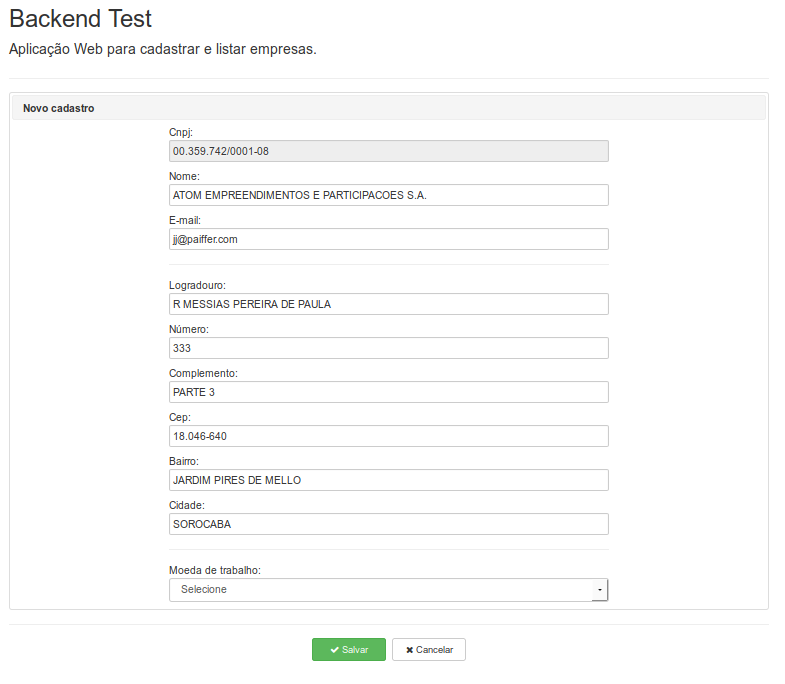 Backend Test
Aplicação Web para cadastrar e listar empresas.
Novo cadastro
Cnpj:
00.359.742/0001-08
Nome:
ATOM EMPREENDIMENTOS E PARTICIPACOES S.A.
E-mail:
jj@paiffer.com
Logradouro:
R MESSIAS PEREIRA DE PAULA
Número:
333
Complemento:
PARTE 3
Cep:
18.046-640
Bairro:
JARDIM PIRES DE MELLO
Cidade:
SOROCABA
Moeda de trabalho:
Selecione
Salvar Cancelar